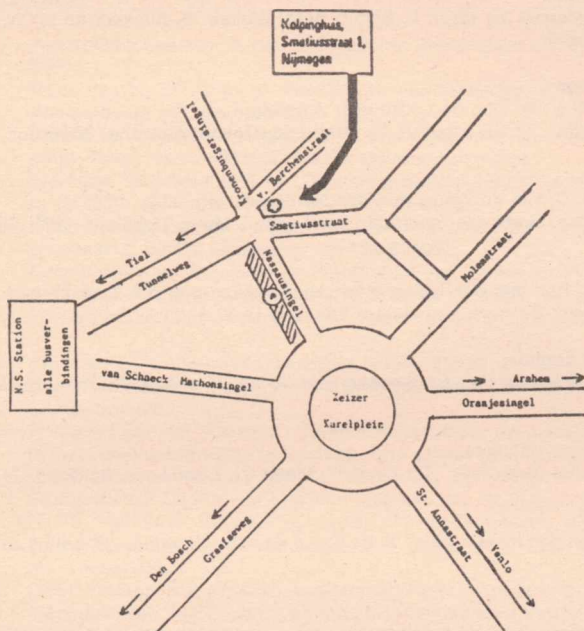 Kolpinghuis,
Smetiusstraat 1,
Nijmegen
Kronenburgersingel
v. Berchenstraat
Smetiusstraat
Tiel
Tunnelweg
Nassausingel
P
Molenstraat
N.S. Station
alle busver-
bindingen
van Schaeck Mathonsingel
Keizer
Karelplein
Arnhem
Oranjesingel
Den Bosch
Graafseweg
St. Annastraat
Venlo